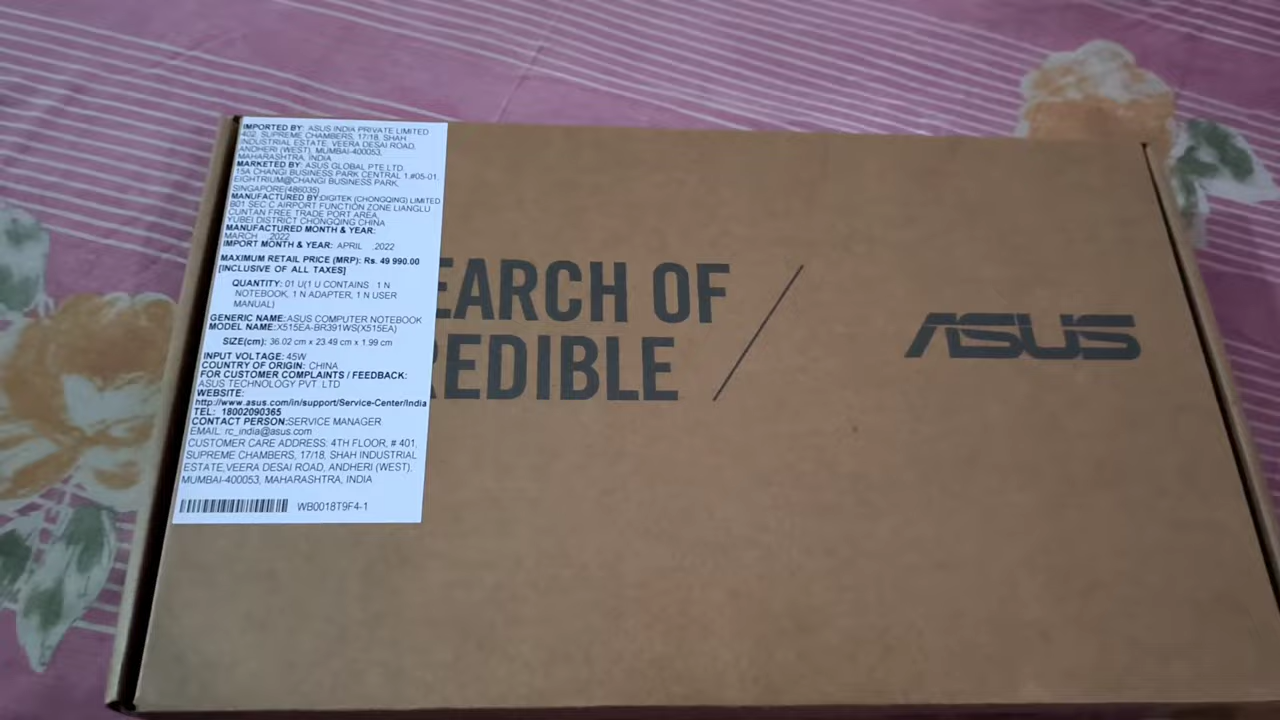 IMPORTED BY: ASUS INDIA PRIVATE LIMITED
402, SUPREME CHAMBERS, 17/18, SHAH
INDUSTRIAL ESTATE, VEERA DESAI ROAD,
ANDHERI (WEST), MUMBAI-400053,
MAHARASHTRA, INDIA
MARKETED BY: ASUS GLOBAL PTE LTD
15A CHANGI BUSINESS PARK CENTRAL 1,#05-01,
EIGHTRIUM@CHANGI BUSINESS PARK,
SINGAPORE(486035)
MANUFACTURED BY:DIGITEK (CHONGQING) LIMITED
B01 SEC C AIRPORT FUNCTION ZONE LIANGLU
CUNTAN FREE TRADE PORT AREA,
YUBEI DISTRICT CHONGQING CHINA
MANUFACTURED MONTH & YEAR:
MARCH ,2022
IMPORT MONTH & YEAR: APRIL ,2022
MAXIMUM RETAIL PRICE (MRP): Rs. 49 990.00
[INCLUSIVE OF ALL TAXES]
QUANTITY: 01 U(1 U CONTAINS 1 N
NOTEBOOK, 1 N ADAPTER, 1 N USER
MANUAL)
GENERIC NAME:ASUS COMPUTER NOTEBOOK
MODEL NAME:X515EA-BR391WS(X515EA)
SIZE(cm): 36.02 cm x 23.49 cm x 1.99 cm
INPUT VOLTAGE: 45W
COUNTRY OF ORIGIN: CHINA
FOR CUSTOMER COMPLAINTS / FEEDBACK:
ASUS TECHNOLOGY PVT. LTD
WEBSITE:
http://www.asus.com/in/support/Service-Center/India
TEL: 18002090365
CONTACT PERSON:SERVICE MANAGER
EMAIL: rc_india@asus.com
CUSTOMER CARE ADDRESS: 4TH FLOOR, # 401,
SUPREME CHAMBERS, 17/18, SHAH INDUSTRIAL
ESTATE,VEERA DESAI ROAD, ANDHERI (WEST),
MUMBAI-400053, MAHARASHTRA, INDIA
WB0018T9F4-1
EARCH OF
REDIBLE
ASUS